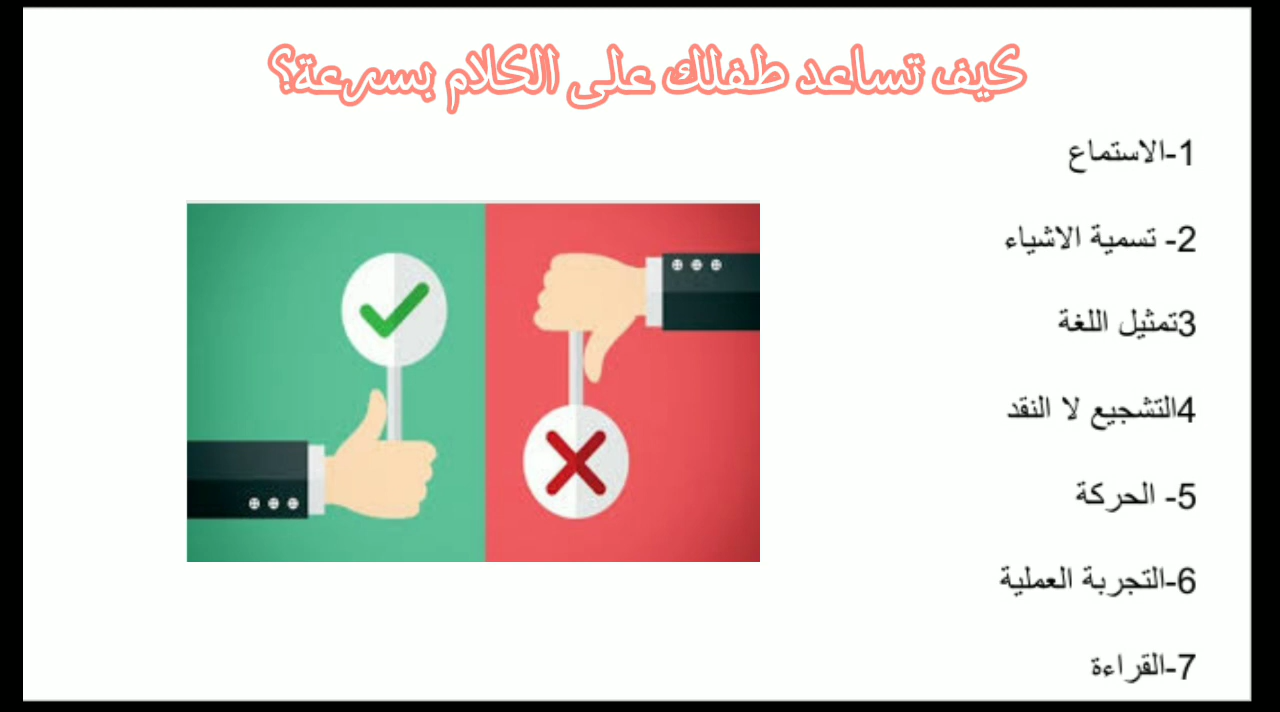 كيف تساعد طفلك على الكلام بسرعة؟
1-الاستماع
2- تسمية الاشياء
3تمثيل اللغة
4التشجيع لا النقد
5- الحركة
6-التجربة العملية
7-القراءة